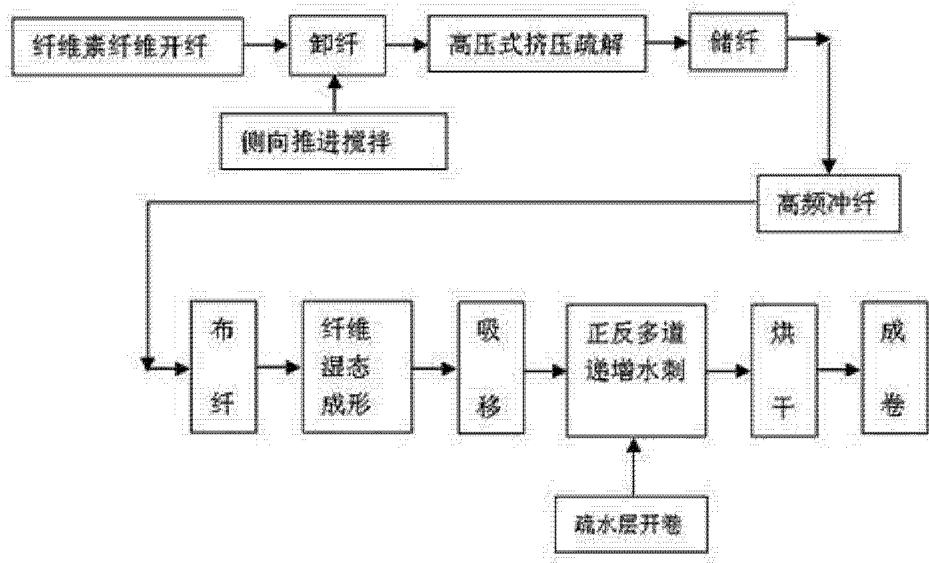 纤维素纤维开纤
卸纤
高压式挤压疏解
储纤
侧向推进搅拌
高频冲纤
布
纤
纤维
湿态
成形
吸
移
正反多道
递增水刺
烘
干
成
卷
疏水层开卷